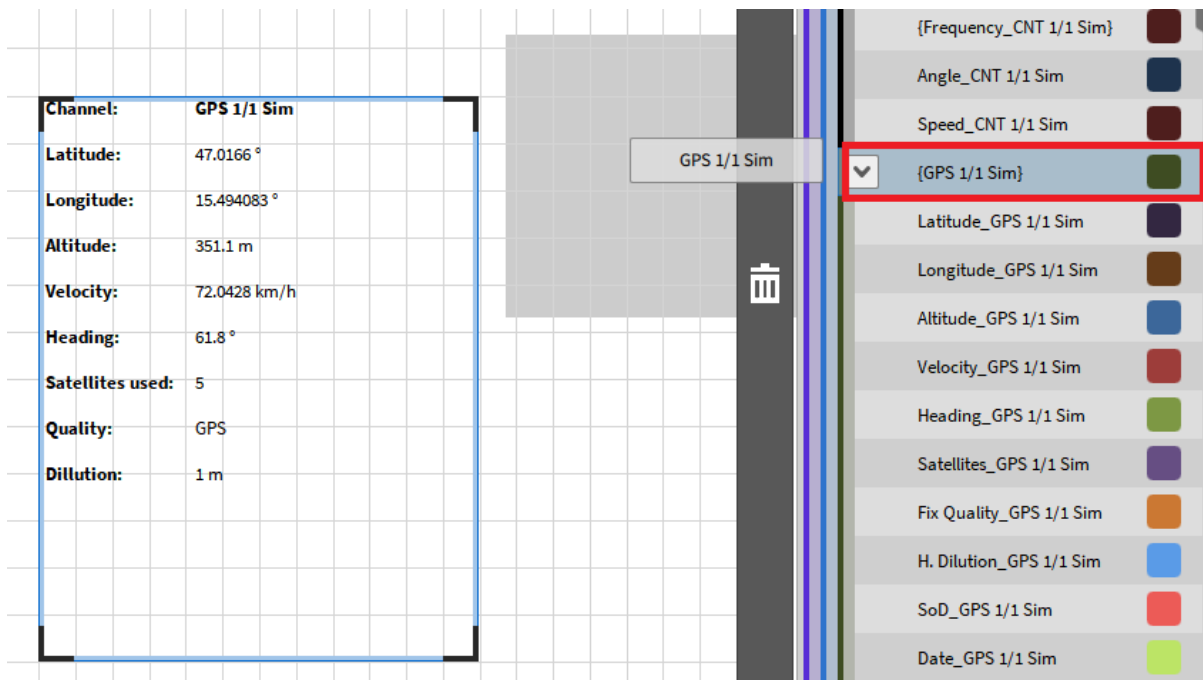 Channel: GPS 1/1 Sim
Latitude: 47.0166 °
Longitude: 15.494083 °
Altitude: 351.1 m
Velocity: 72.0428 km/h
Heading: 61.8 °
Satellites used: 5
Quality: GPS
Dillution: 1 m
GPS 1/1 Sim
{Frequency_CNT 1/1 Sim}
Angle_CNT 1/1 Sim
Speed_CNT 1/1 Sim
{GPS 1/1 Sim}
Latitude_GPS 1/1 Sim
Longitude_GPS 1/1 Sim
Altitude_GPS 1/1 Sim
Velocity_GPS 1/1 Sim
Heading_GPS 1/1 Sim
Satellites_GPS 1/1 Sim
Fix Quality_GPS 1/1 Sim
H. Dilution_GPS 1/1 Sim
SoD_GPS 1/1 Sim
Date_GPS 1/1 Sim